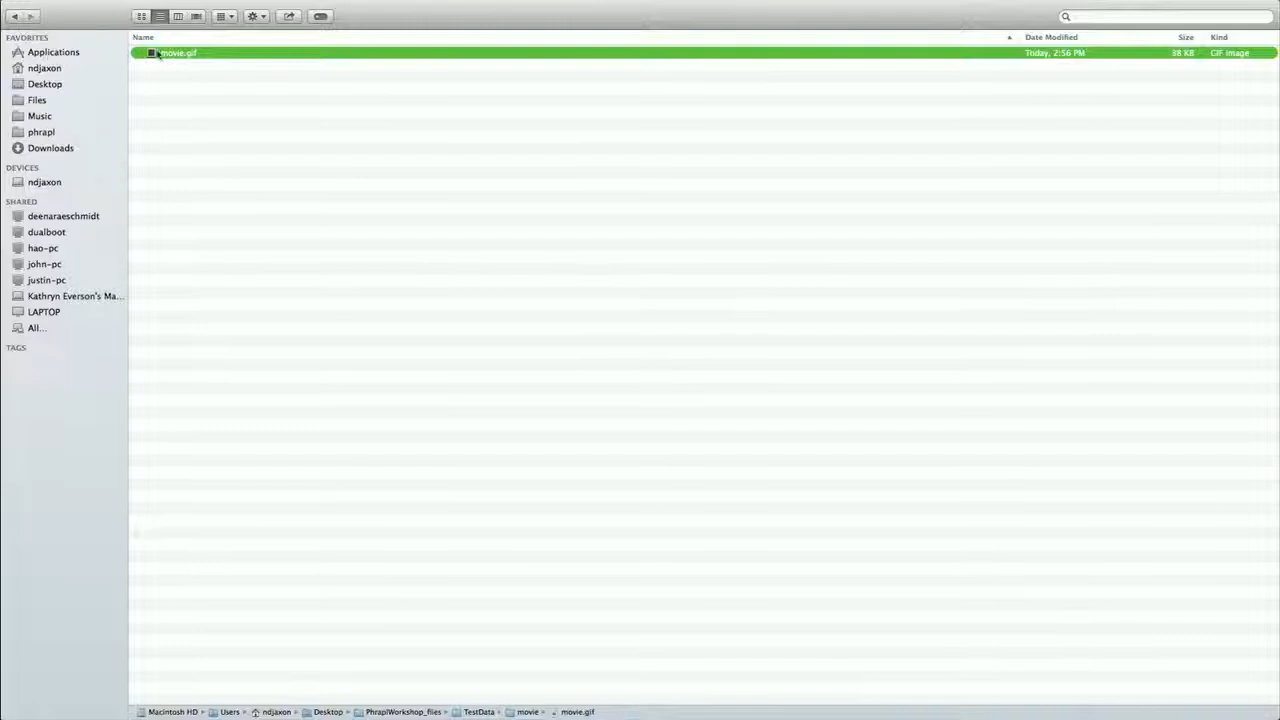 FAVORITES
Applications
ndjaxon
Desktop
Files
Music
phrapl
Downloads
DEVICES
ndjaxon
SHARED
deenaraeschmidt
dualboot
hao-pc
john-pc
justin-pc
Kathryn Everson's Ma...
LAPTOP
All...
TAGS
Name Date Modified Size Kind
movie.gif Today, 2:56 PM 38 KB GIF image
Macintosh HD Users ndjaxon Desktop PhraplWorkshop_files TestData movie movie.gif